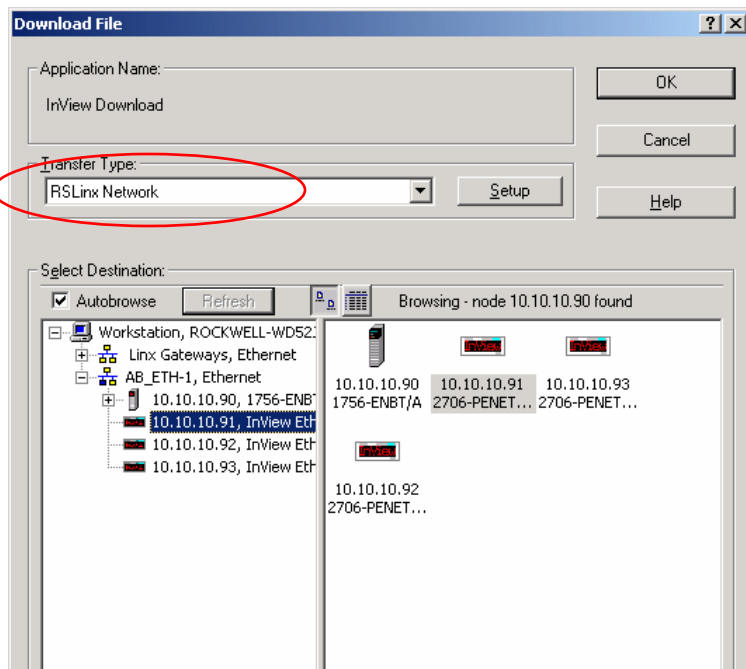 Download File
Application Name:
InView Download
OK
Cancel
Transfer Type:
RSLinx Network
Setup
Help
Select Destination:
Autobrowse
Refresh
Browsing - node 10.10.10.90 found
Workstation, ROCKWELL-WD52
Linx Gateways, Ethernet
AB_ETH-1, Ethernet
10.10.10.90, 1756-ENB
10.10.10.91, InView Eth
10.10.10.92, InView Eth
10.10.10.93, InView Eth
InView
InView
10.10.10.90
1756-ENBT/A
10.10.10.91
2706-PENET...
10.10.10.93
2706-PENET...
InView
10.10.10.92
2706-PENET...